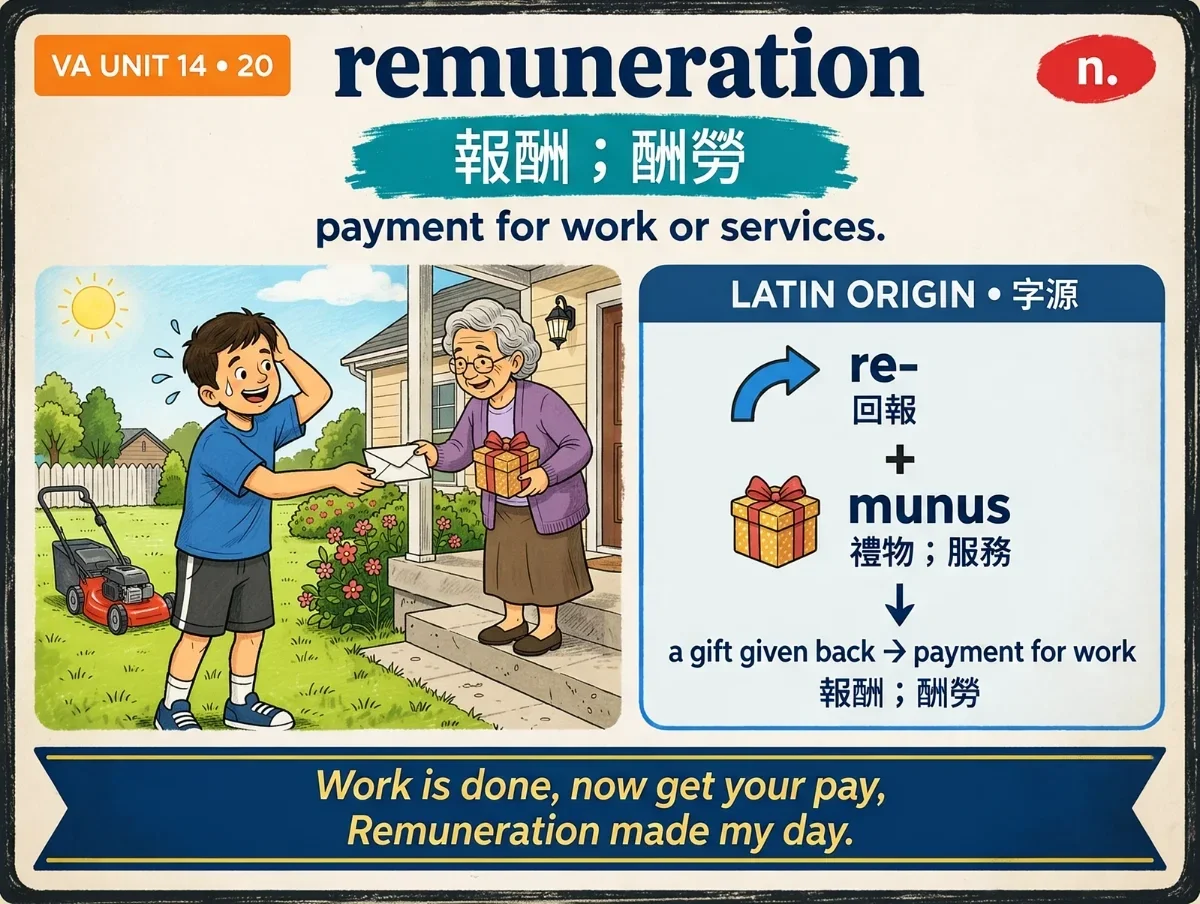 VA UNIT 14 • 20
remuneration
n.
報酬；酬勞
payment for work or services.
LATIN ORIGIN • 字源
re-
回報
+
munus
禮物；服務
↓
a gift given back → payment for work
報酬；酬勞
Work is done, now get your pay,
Remuneration made my day.